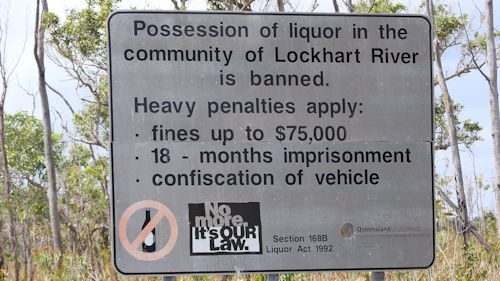 Possession of liquor in the
community of Lockhart River
is banned.
Heavy penalties apply:
· fines up to $75,000
· 18 - months imprisonment
· confiscation of vehicle
No
more.
It's OUR
Law.
Section 168B
Liquor Act 1992
Queensland Government